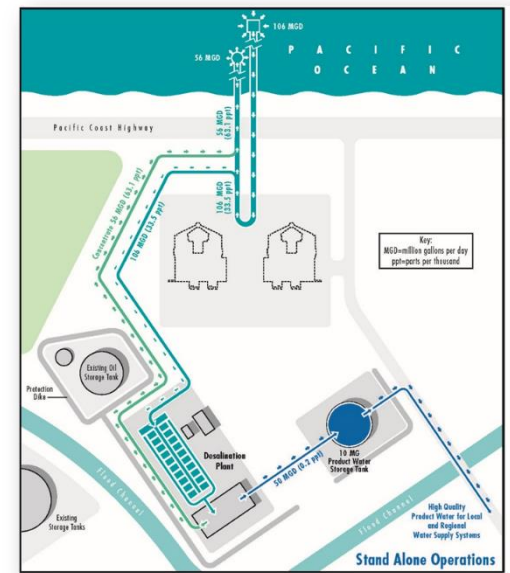 106 MGD
56 MGD
PACIFIC
OCEAN
Pacific Coast Highway
56 MGD
(63.1 ppt)
Concentrate 56 MGD (63.1 ppt)
106 MGD (33.5 ppt)
106 MGD
(33.5 ppt)
Key:
MGD=million gallons per day
ppt=parts per thousand
Existing Oil
Storage Tank
Protection
Dike
Desalination
Plant
10 MG
Product Water
Storage Tank
50 MGD (0.2 ppt)
Flood Channel
Existing
Storage Tanks
Flood Channel
High Quality
Product Water for Local
and Regional
Water Supply Systems
Stand Alone Operations